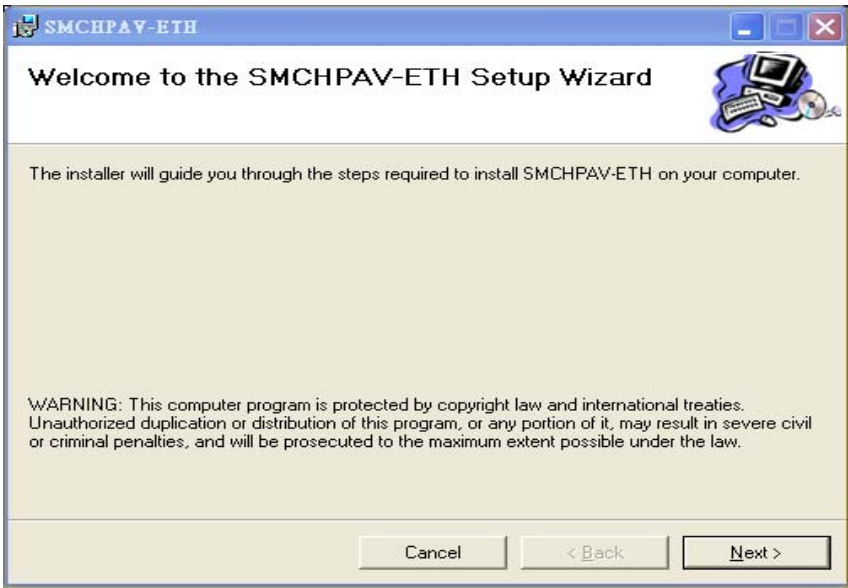 SMCHPAV-ETH
Welcome to the SMCHPAV-ETH Setup Wizard
The installer will guide you through the steps required to install SMCHPAV-ETH on your computer.
WARNING: This computer program is protected by copyright law and international treaties.
Unauthorized duplication or distribution of this program, or any portion of it, may result in severe civil
or criminal penalties, and will be prosecuted to the maximum extent possible under the law.
Cancel
< Back
Next >